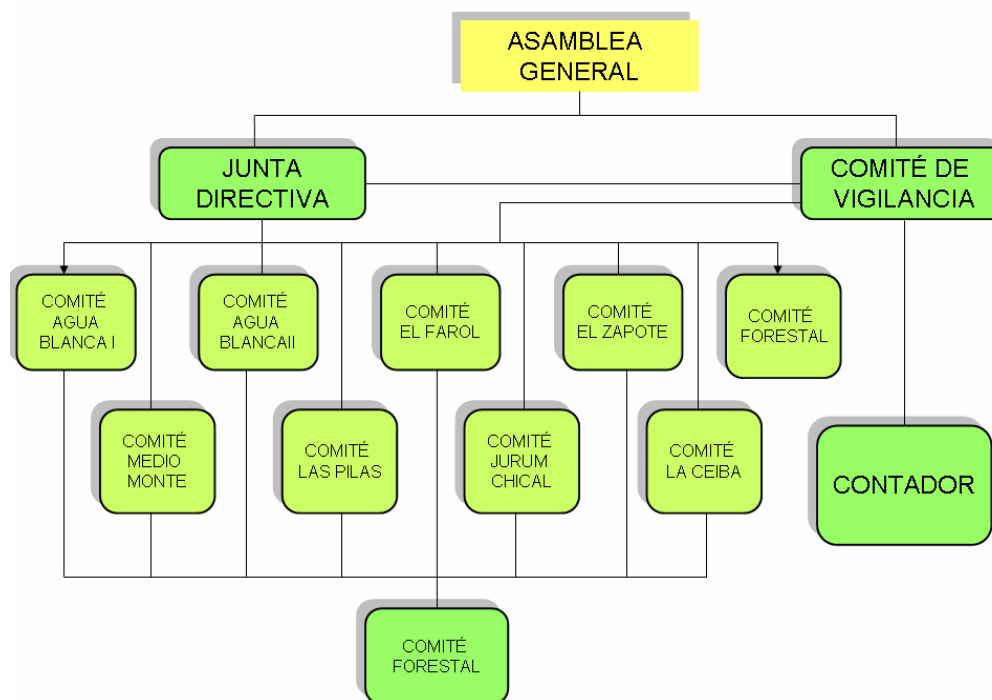 ASAMBLEA
GENERAL
JUNTA
DIRECTIVA
COMITÉ DE
VIGILANCIA
COMITÉ
AGUA
BLANCA I
COMITÉ
AGUA
BLANCAII
COMITÉ
EL FAROL
COMITÉ
EL ZAPOTE
COMITÉ
FORESTAL
COMITÉ
MEDIO
MONTE
COMITÉ
LAS PILAS
COMITÉ
JURUM
CHICAL
COMITÉ
LA CEIBA
CONTADOR
COMITÉ
FORESTAL